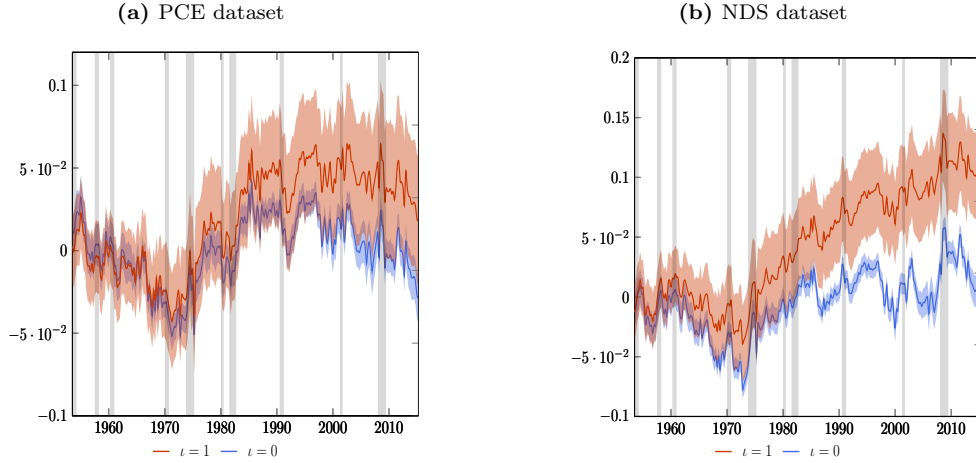 (a) PCE dataset
0.1
5 · 10⁻²
0
−5 · 10⁻²
−0.1
1960 1970 1980 1990 2000 2010
ι = 1 ι = 0
(b) NDS dataset
0.2
0.15
0.1
5 · 10⁻²
0
−5 · 10⁻²
−0.1
1960 1970 1980 1990 2000 2010
ι = 1 ι = 0